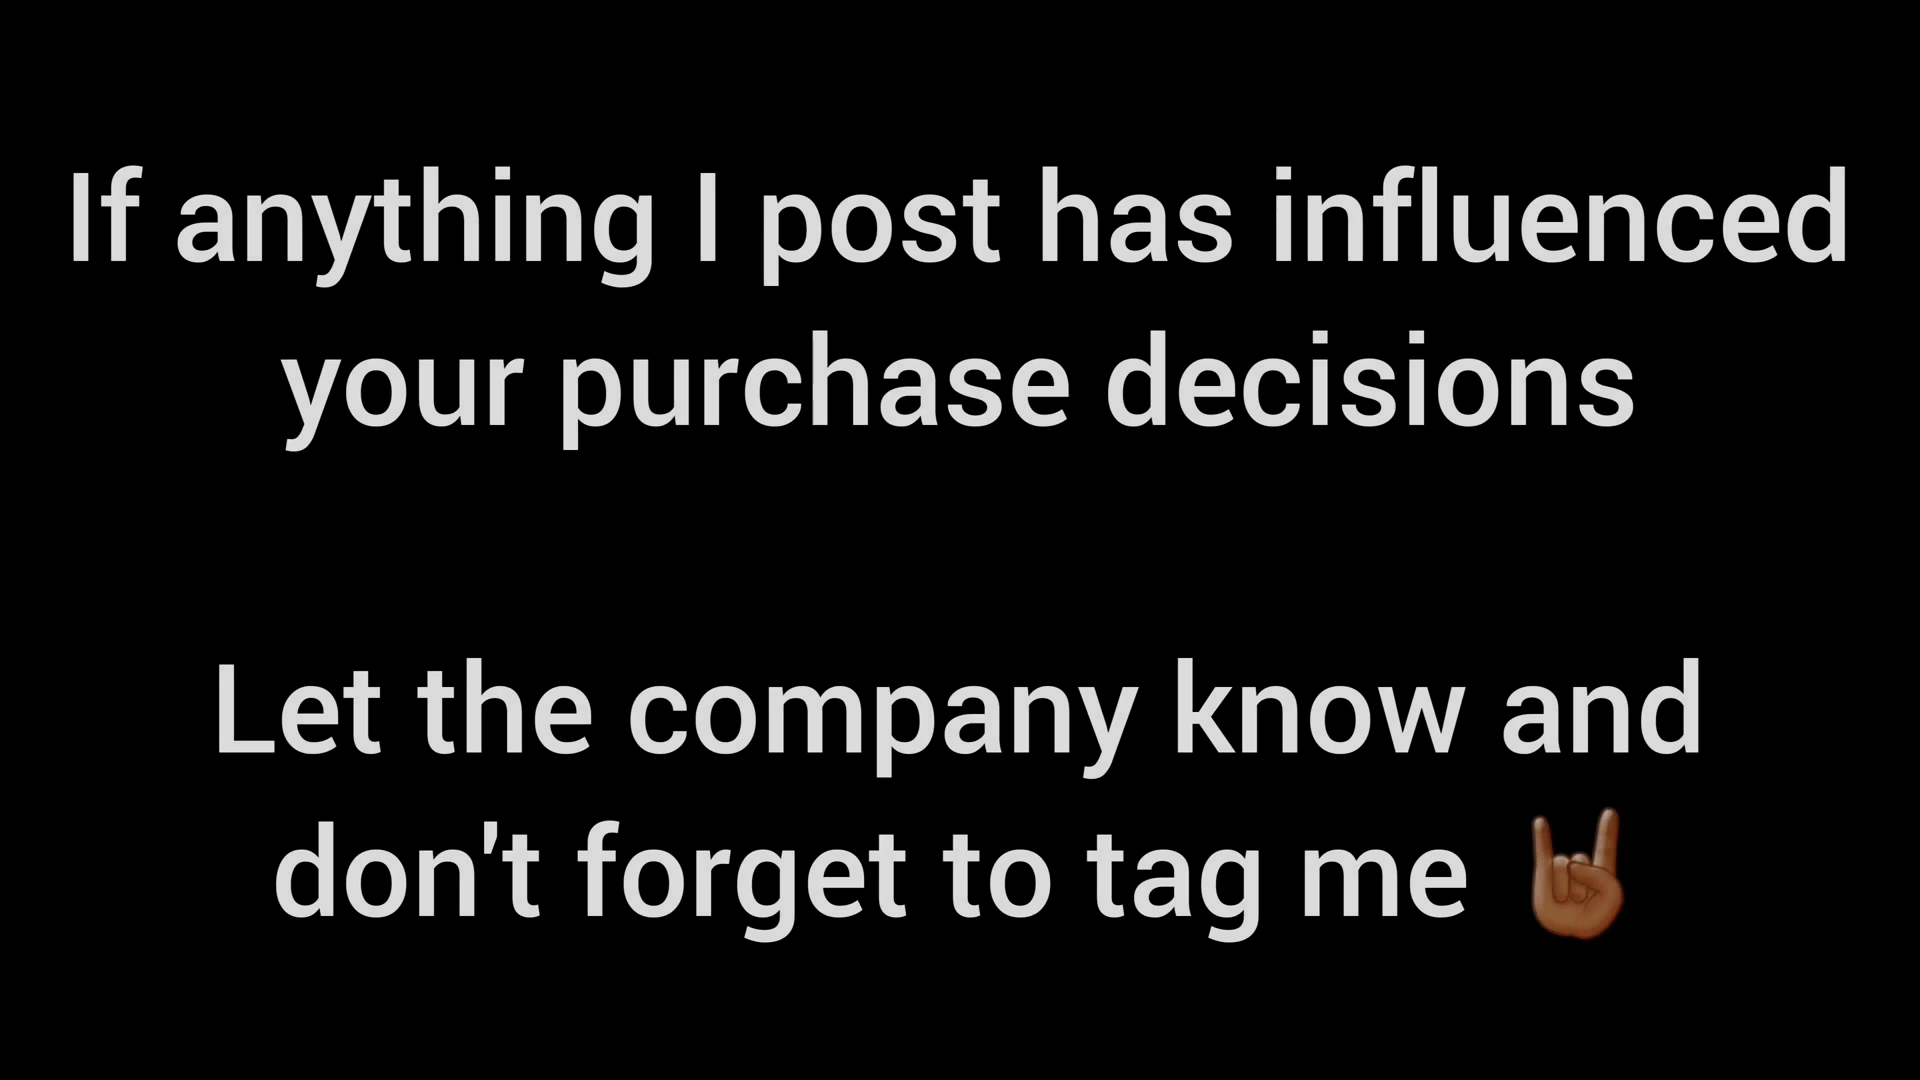 If anything I post has influenced
your purchase decisions
Let the company know and
don't forget to tag me 🤘🏾